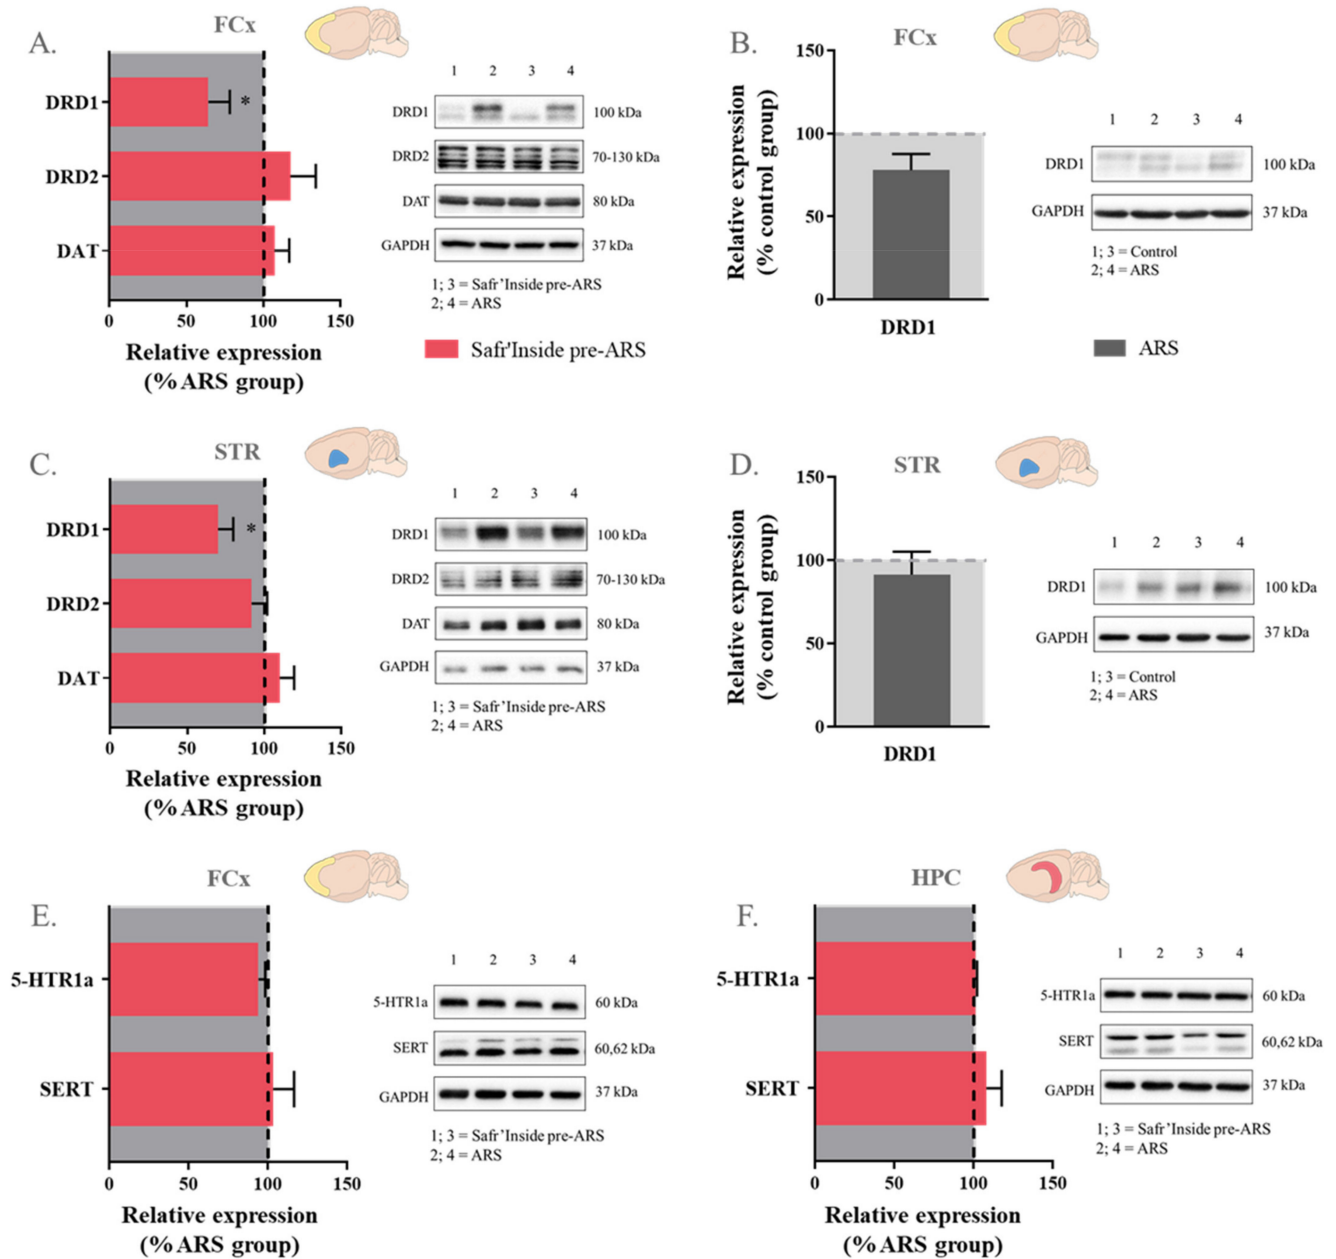 A.
FCx
DRD1
*
DRD2
DAT
0 50 100 150
Relative expression
(% ARS group)
1 2 3 4
DRD1 100 kDa
DRD2 70-130 kDa
DAT 80 kDa
GAPDH 37 kDa
1; 3 = Safr’Inside pre-ARS
2; 4 = ARS
Safr'Inside pre-ARS
B.
FCx
Relative expression
(% control group)
150
100
50
0
DRD1
1 2 3 4
DRD1 100 kDa
GAPDH 37 kDa
1; 3 = Control
2; 4 = ARS
ARS
C.
STR
DRD1
*
DRD2
DAT
0 50 100 150
Relative expression
(% ARS group)
1 2 3 4
DRD1 100 kDa
DRD2 70-130 kDa
DAT 80 kDa
GAPDH 37 kDa
1; 3 = Safr’Inside pre-ARS
2; 4 = ARS
D.
STR
Relative expression
(% control group)
150
100
50
0
DRD1
1 2 3 4
DRD1 100 kDa
GAPDH 37 kDa
1; 3 = Control
2; 4 = ARS
E.
FCx
5-HTR1a
SERT
0 50 100 150
Relative expression
(% ARS group)
1 2 3 4
5-HTR1a 60 kDa
SERT 60,62 kDa
GAPDH 37 kDa
1; 3 = Safr’Inside pre-ARS
2; 4 = ARS
F.
HPC
5-HTR1a
SERT
0 50 100 150
Relative expression
(% ARS group)
1 2 3 4
5-HTR1a 60 kDa
SERT 60,62 kDa
GAPDH 37 kDa
1; 3 = Safr’Inside pre-ARS
2; 4 = ARS